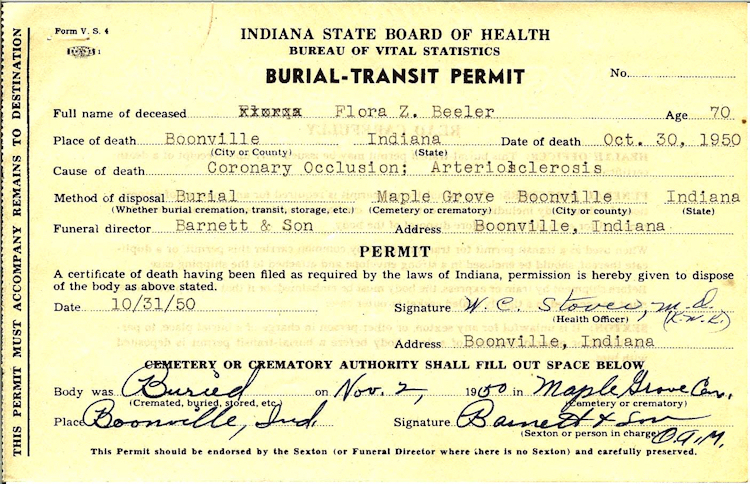 Form V. S. 4
1
INDIANA STATE BOARD OF HEALTH
BUREAU OF VITAL STATISTICS
BURIAL-TRANSIT PERMIT
No.
Full name of deceased Flora Z. Beeler Age 70
Place of death Boonville Indiana Date of death Oct. 30, 1950
(City or County) (State)
Cause of death Coronary Occlusion; Arteriosclerosis
Method of disposal Burial Maple Grove Boonville Indiana
(Whether burial cremation, transit, storage, etc.) (Cemetery or crematory) (City or county) (State)
Funeral director Barnett & Son Address Boonville, Indiana
PERMIT
A certificate of death having been filed as required by the laws of Indiana, permission is hereby given to dispose
of the body as above stated.
Date 10/31/50 Signature W. C. Stover, M.D.
(Health Officer)
Address Boonville, Indiana
CEMETERY OR CREMATORY AUTHORITY SHALL FILL OUT SPACE BELOW
Body was Buried on Nov. 2, 1950 in Maple Grove Cem.
(Cremated, buried, stored, etc.) (Cemetery or crematory)
Place Boonville, Ind. Signature Barnett & Son
(Sexton or person in charge) O.A.M.
This Permit should be endorsed by the Sexton (or Funeral Director where there is no Sexton) and carefully preserved.
THIS PERMIT MUST ACCOMPANY REMAINS TO DESTINATION